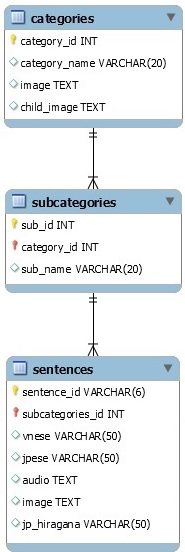 categories
category_id INT
category_name VARCHAR(20)
image TEXT
child_image TEXT
subcategories
sub_id INT
category_id INT
sub_name VARCHAR(20)
sentences
sentence_id VARCHAR(6)
subcategories_id INT
vnese VARCHAR(50)
jpese VARCHAR(50)
audio TEXT
image TEXT
jp_hiragana VARCHAR(50)